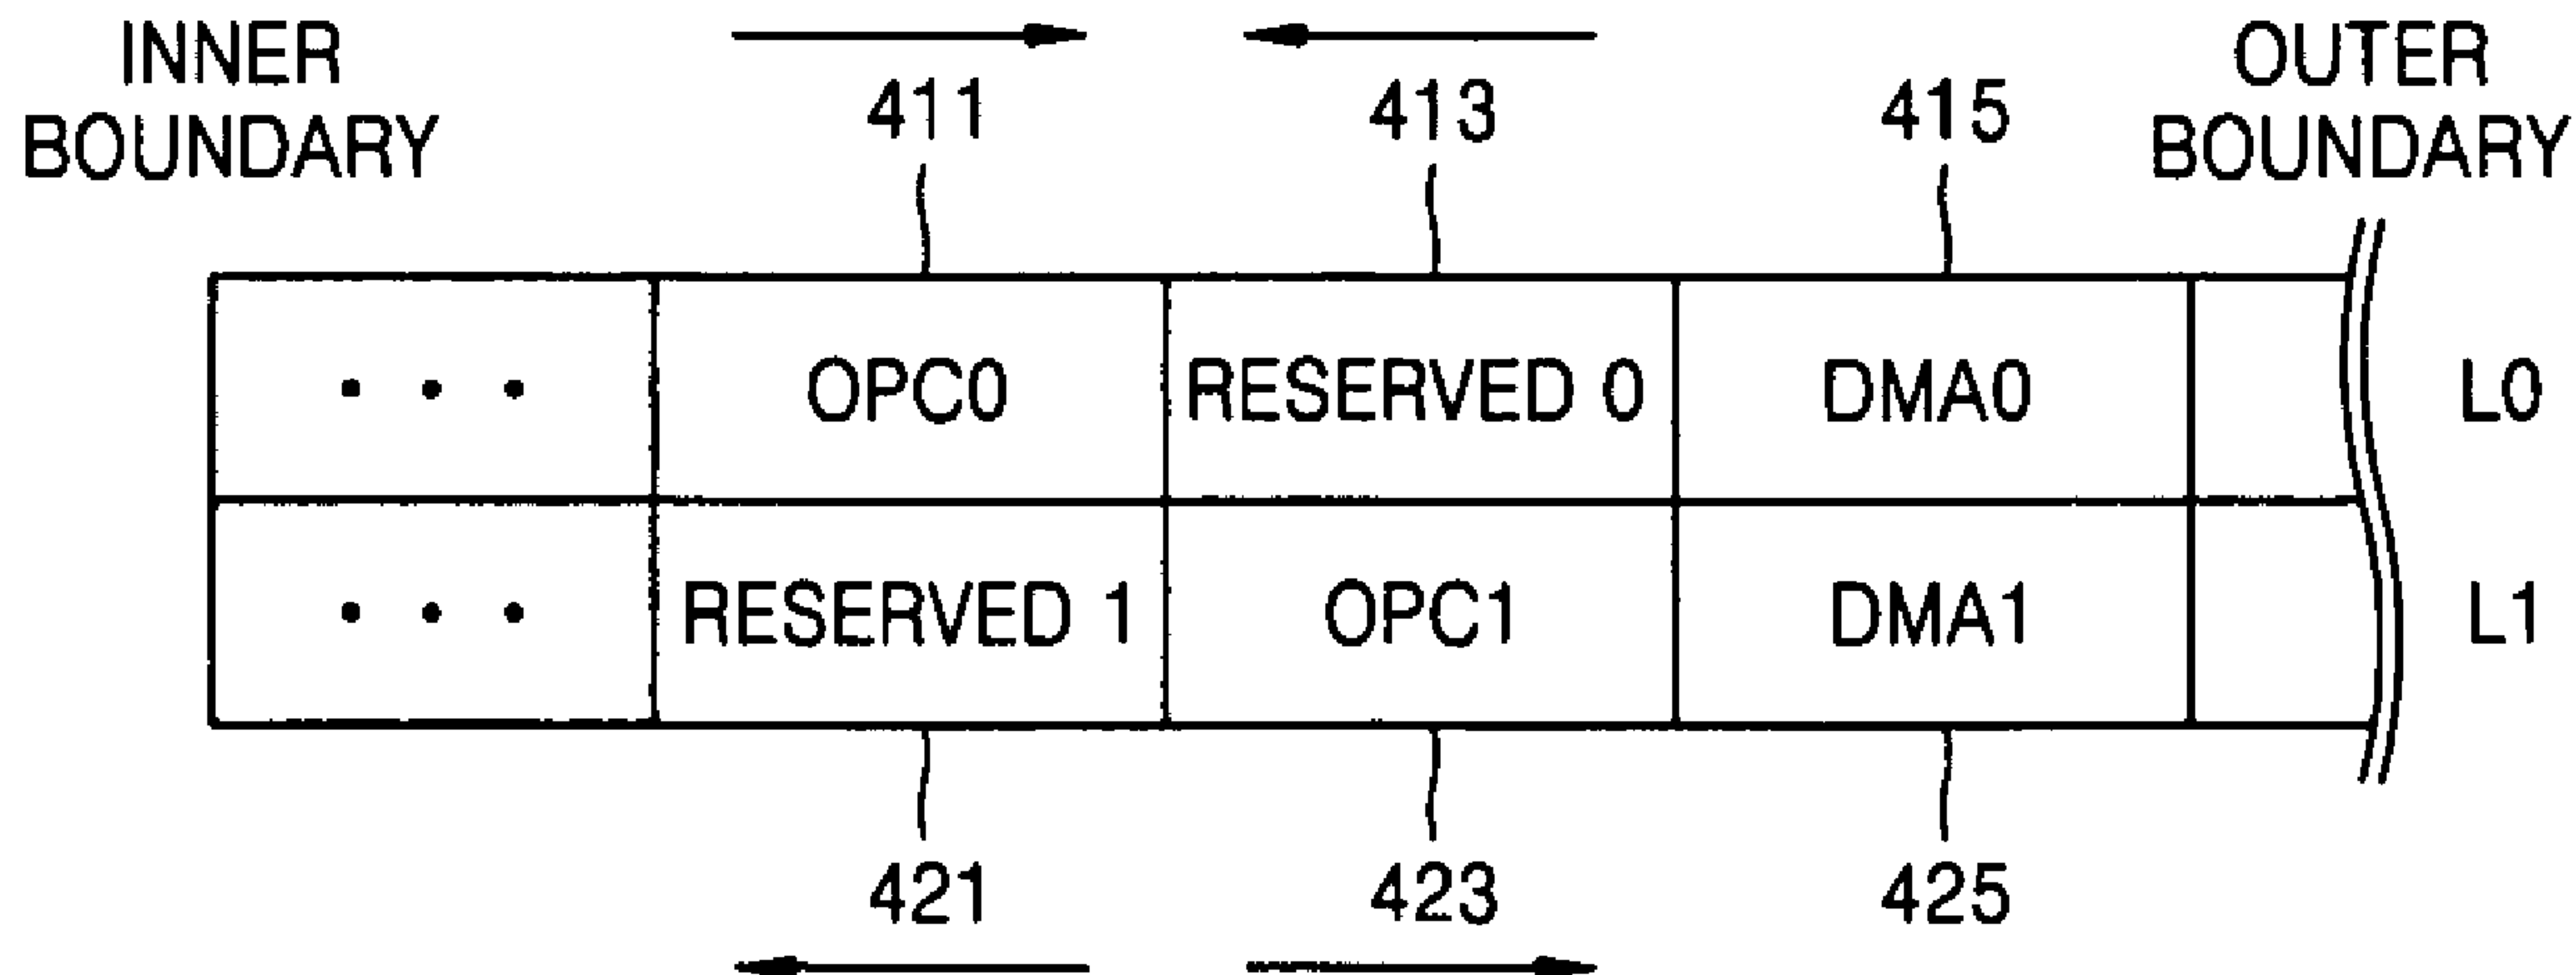 INNER
BOUNDARY
411
413
415
OUTER
BOUNDARY
OPC0
RESERVED 0
DMA0
L0
RESERVED 1
OPC1
DMA1
L1
421
423
425